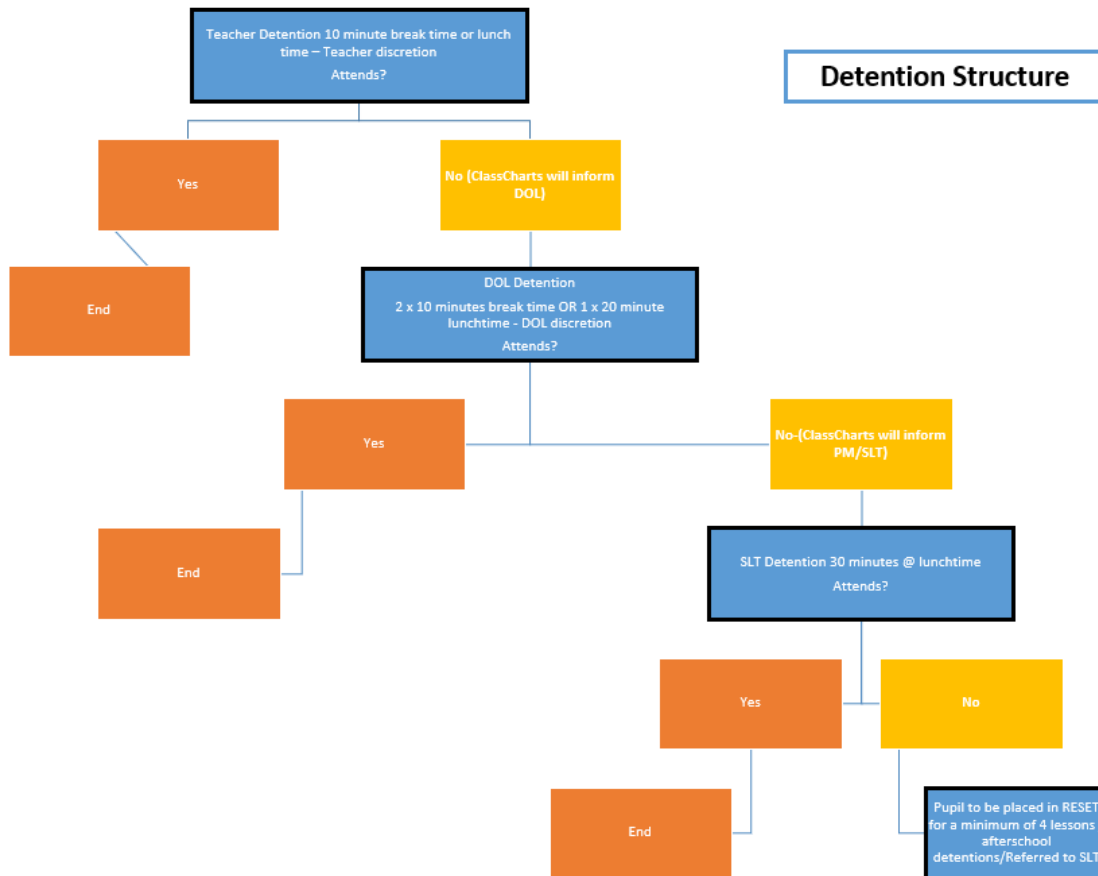 Detention Structure
Teacher Detention 10 minute break time or lunch
time – Teacher discretion
Attends?
Yes
No (ClassCharts will inform
DOL)
End
DOL Detention
2 x 10 minutes break time OR 1 x 20 minute
lunchtime - DOL discretion
Attends?
Yes
No-(ClassCharts will inform
PM/SLT)
End
SLT Detention 30 minutes @ lunchtime
Attends?
Yes
No
End
Pupil to be placed in RESET
for a minimum of 4 lessons
afterschool
detentions/Referred to SLT